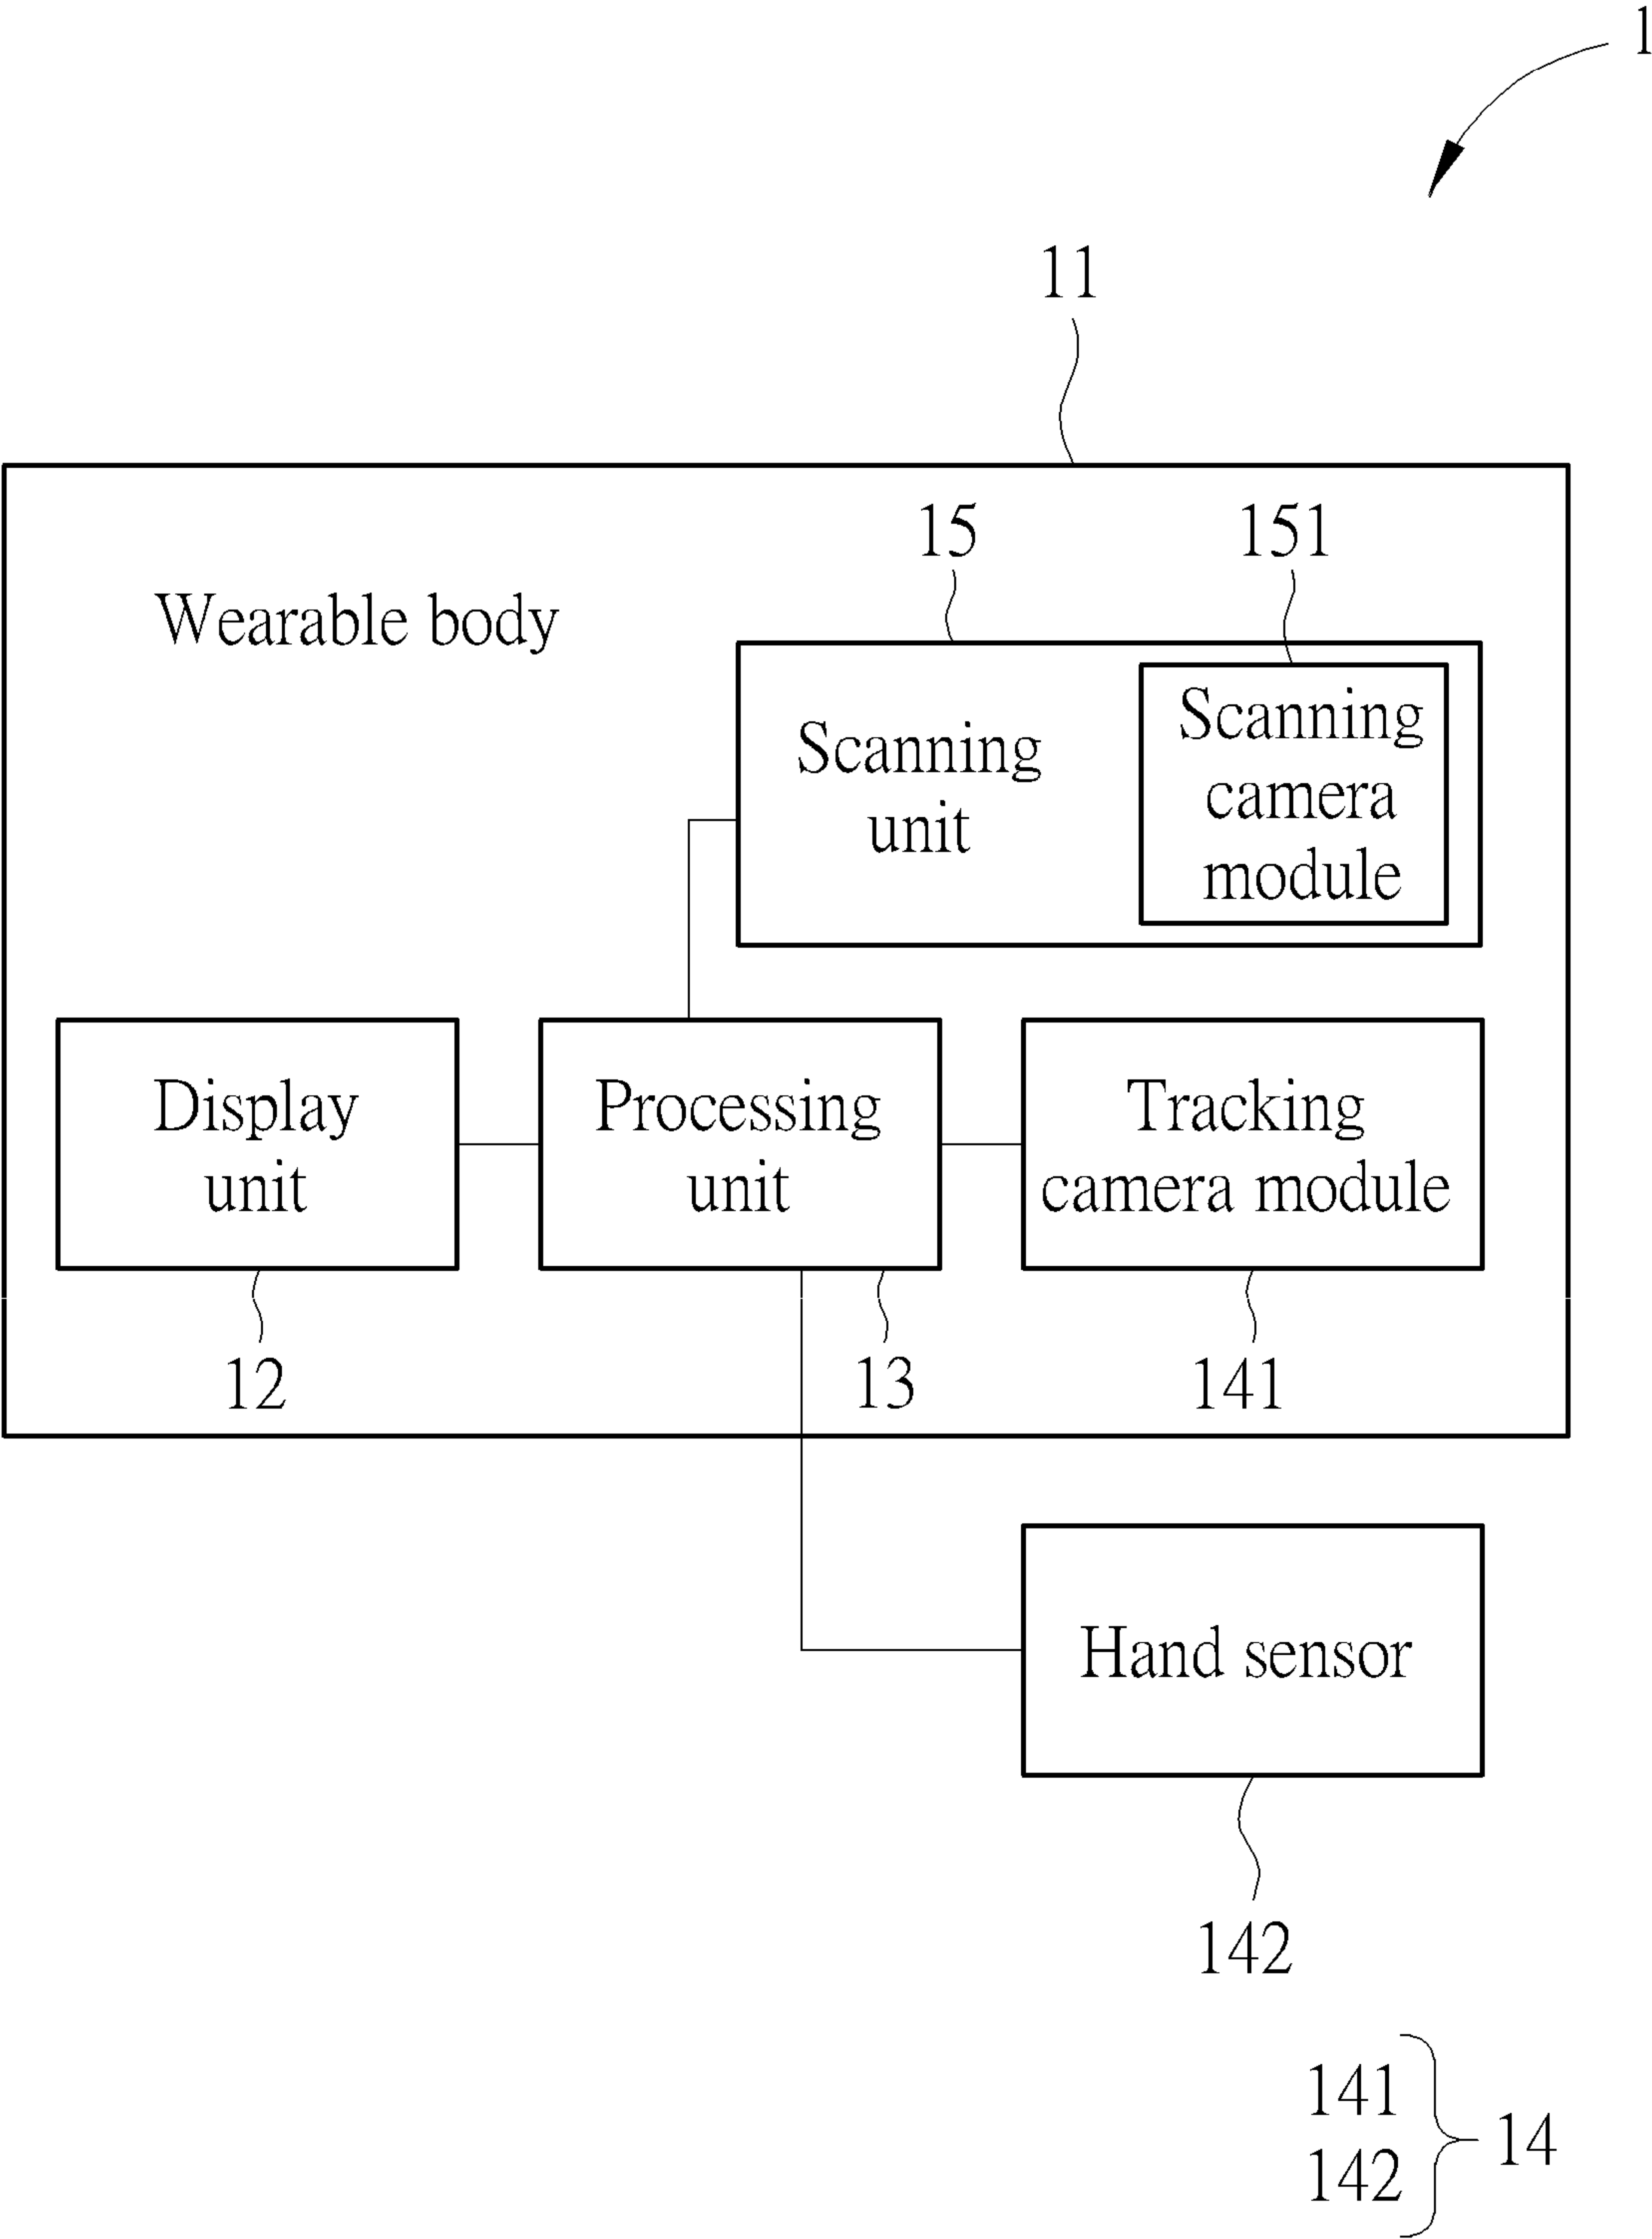 1
11
15
151
Wearable body
Scanning
unit
Scanning
camera
module
Display
unit
Processing
unit
Tracking
camera module
12
13
141
Hand sensor
142
141
142
14